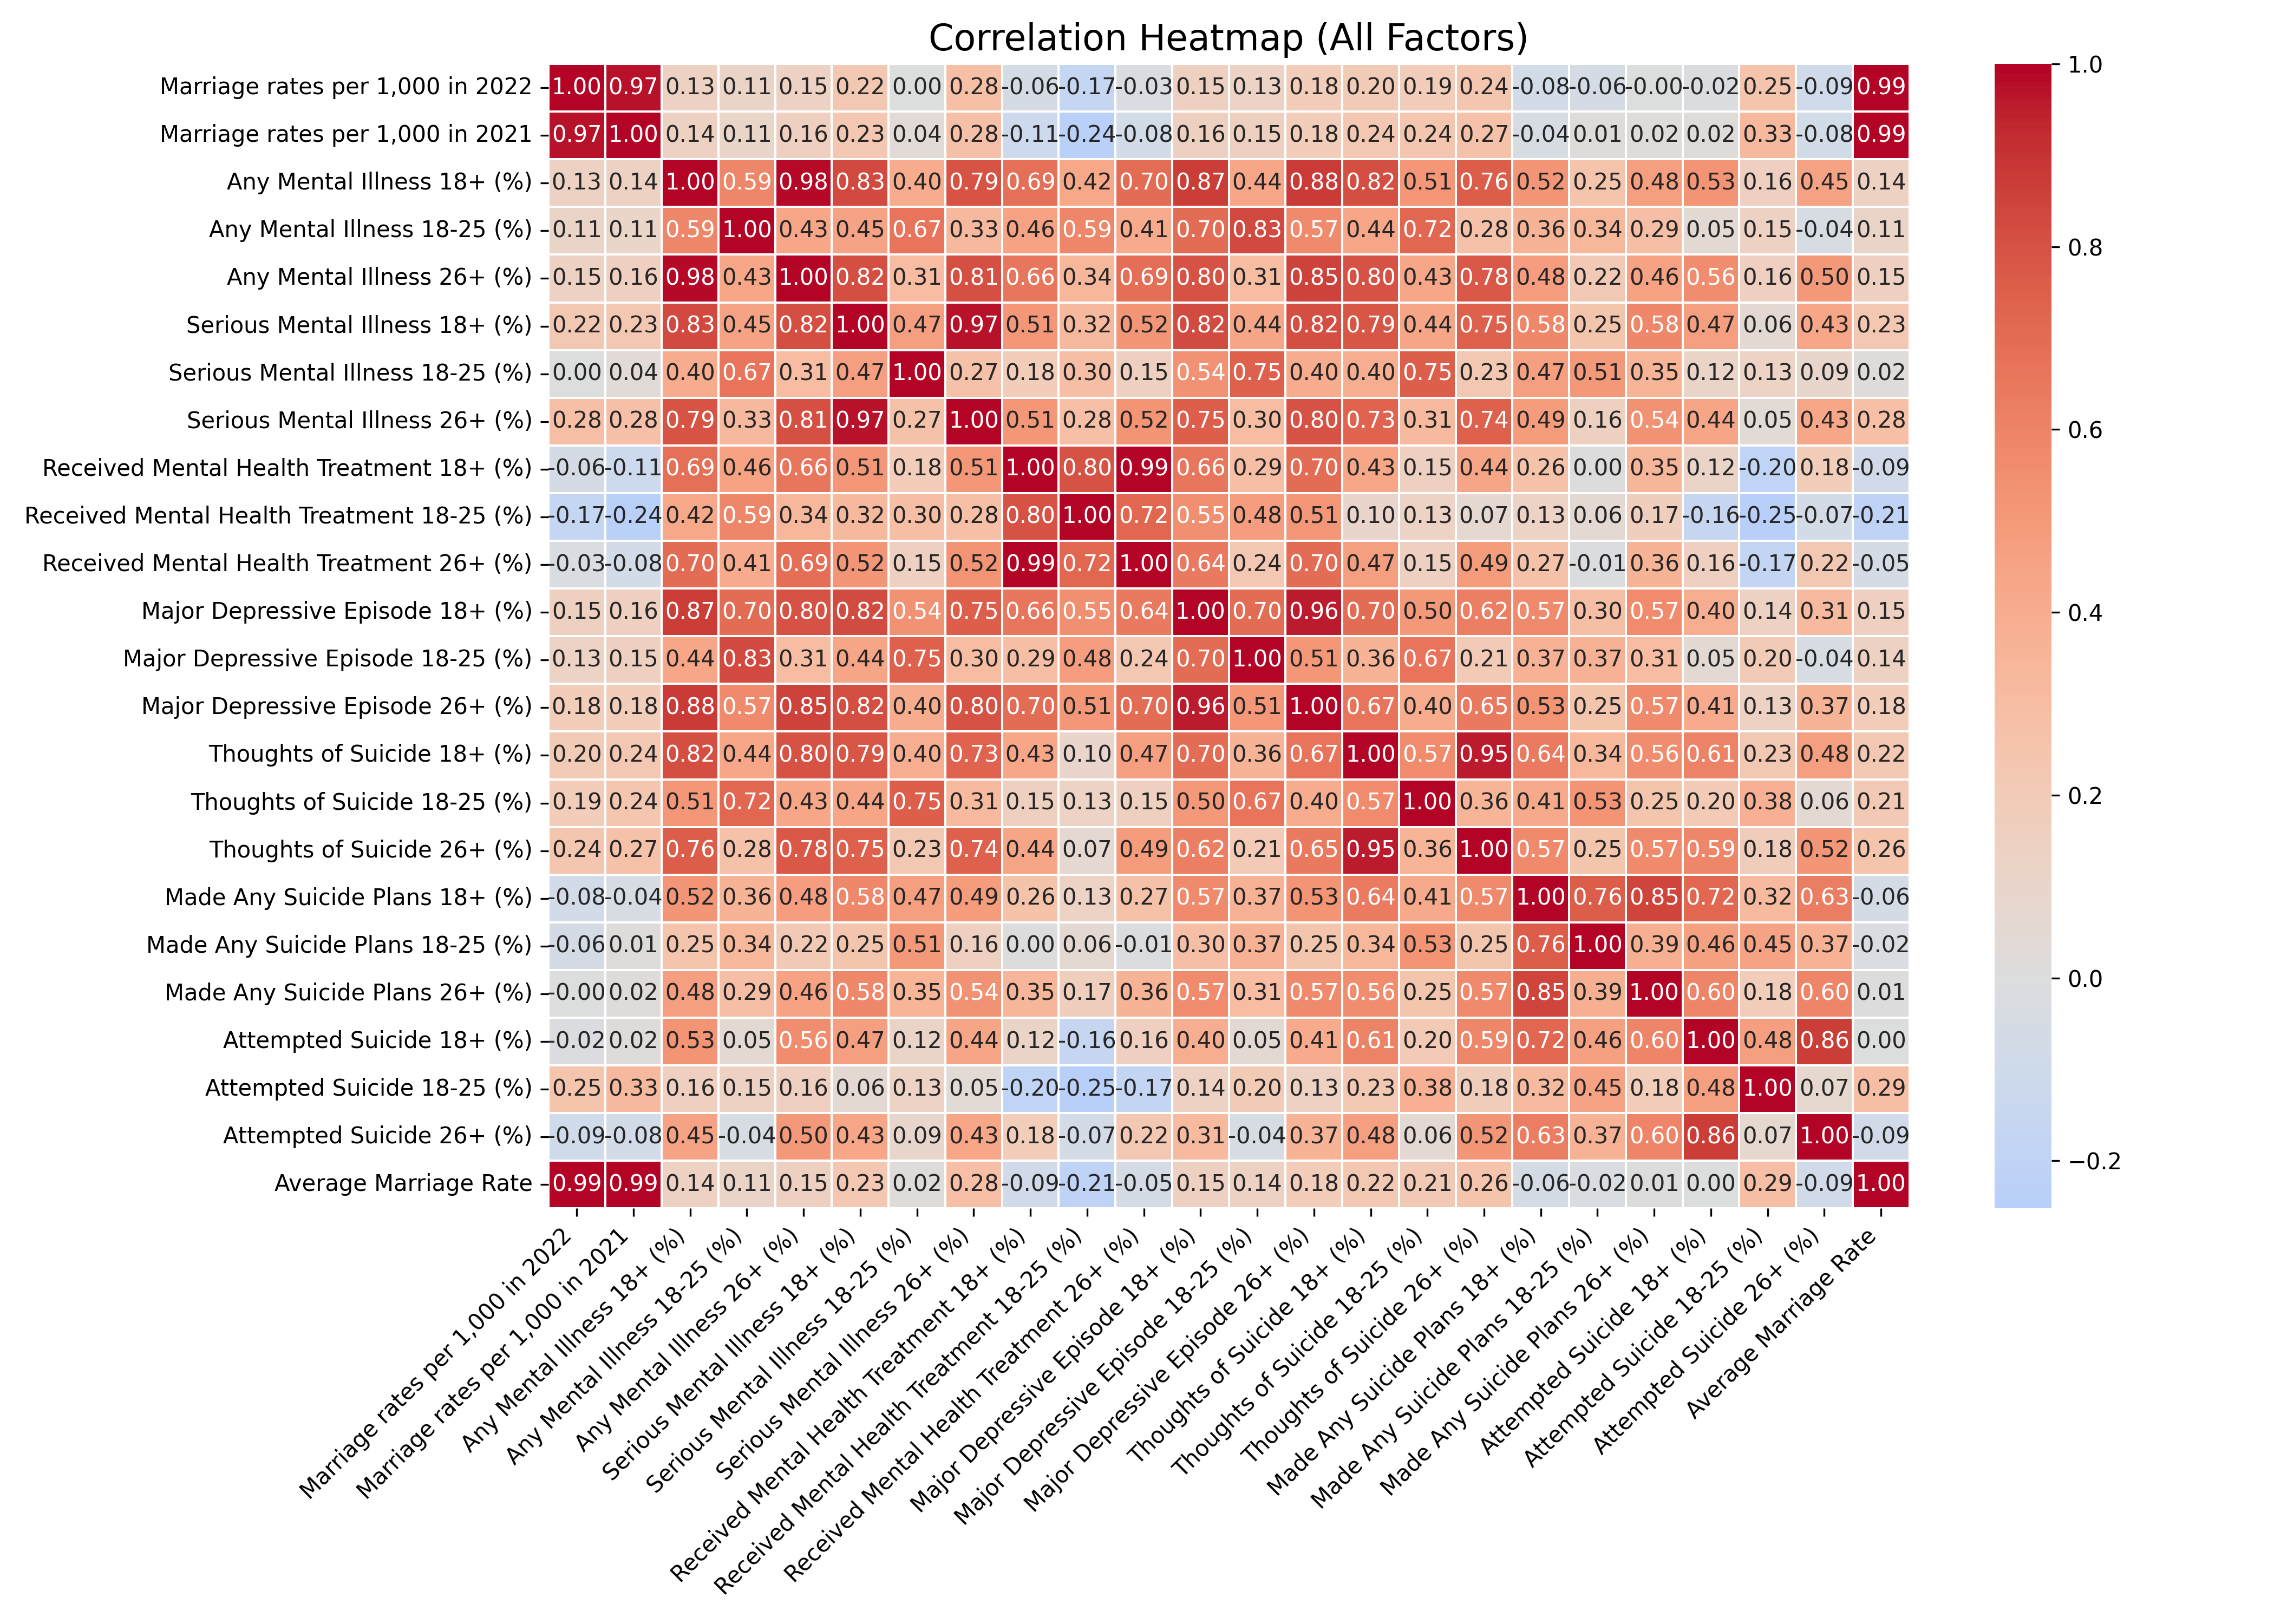 Correlation Heatmap (All Factors)
Marriage rates per 1,000 in 2022 1.00 0.97 0.13 0.11 0.15 0.22 0.00 0.28 -0.06 -0.17 -0.03 0.15 0.13 0.18 0.20 0.19 0.24 -0.08 -0.06 -0.00 -0.02 0.25 -0.09 0.99
Marriage rates per 1,000 in 2021 0.97 1.00 0.14 0.11 0.16 0.23 0.04 0.28 -0.11 -0.24 -0.08 0.16 0.15 0.18 0.24 0.24 0.27 -0.04 0.01 0.02 0.02 0.33 -0.08 0.99
Any Mental Illness 18+ (%) 0.13 0.14 1.00 0.59 0.98 0.83 0.40 0.79 0.69 0.42 0.70 0.87 0.44 0.88 0.82 0.51 0.76 0.52 0.25 0.48 0.53 0.16 0.45 0.14
Any Mental Illness 18-25 (%) 0.11 0.11 0.59 1.00 0.43 0.45 0.67 0.33 0.46 0.59 0.41 0.70 0.83 0.57 0.44 0.72 0.28 0.36 0.34 0.29 0.05 0.15 -0.04 0.11
Any Mental Illness 26+ (%) 0.15 0.16 0.98 0.43 1.00 0.82 0.31 0.81 0.66 0.34 0.69 0.80 0.31 0.85 0.80 0.43 0.78 0.48 0.22 0.46 0.56 0.16 0.50 0.15
Serious Mental Illness 18+ (%) 0.22 0.23 0.83 0.45 0.82 1.00 0.47 0.97 0.51 0.32 0.52 0.82 0.44 0.82 0.79 0.44 0.75 0.58 0.25 0.58 0.47 0.06 0.43 0.23
Serious Mental Illness 18-25 (%) 0.00 0.04 0.40 0.67 0.31 0.47 1.00 0.27 0.18 0.30 0.15 0.54 0.75 0.40 0.40 0.75 0.23 0.47 0.51 0.35 0.12 0.13 0.09 0.02
Serious Mental Illness 26+ (%) 0.28 0.28 0.79 0.33 0.81 0.97 0.27 1.00 0.51 0.28 0.52 0.75 0.30 0.80 0.73 0.31 0.74 0.49 0.16 0.54 0.44 0.05 0.43 0.28
Received Mental Health Treatment 18+ (%) -0.06 -0.11 0.69 0.46 0.66 0.51 0.18 0.51 1.00 0.80 0.99 0.66 0.29 0.70 0.43 0.15 0.44 0.26 0.00 0.35 0.12 -0.20 0.18 -0.09
Received Mental Health Treatment 18-25 (%) -0.17 -0.24 0.42 0.59 0.34 0.32 0.30 0.28 0.80 1.00 0.72 0.55 0.48 0.51 0.10 0.13 0.07 0.13 0.06 0.17 -0.16 -0.25 -0.07 -0.21
Received Mental Health Treatment 26+ (%) -0.03 -0.08 0.70 0.41 0.69 0.52 0.15 0.52 0.99 0.72 1.00 0.64 0.24 0.70 0.47 0.15 0.49 0.27 -0.01 0.36 0.16 -0.17 0.22 -0.05
Major Depressive Episode 18+ (%) 0.15 0.16 0.87 0.70 0.80 0.82 0.54 0.75 0.66 0.55 0.64 1.00 0.70 0.96 0.70 0.50 0.62 0.57 0.30 0.57 0.40 0.14 0.31 0.15
Major Depressive Episode 18-25 (%) 0.13 0.15 0.44 0.83 0.31 0.44 0.75 0.30 0.29 0.48 0.24 0.70 1.00 0.51 0.36 0.67 0.21 0.37 0.37 0.31 0.05 0.20 -0.04 0.14
Major Depressive Episode 26+ (%) 0.18 0.18 0.88 0.57 0.85 0.82 0.40 0.80 0.70 0.51 0.70 0.96 0.51 1.00 0.67 0.40 0.65 0.53 0.25 0.57 0.41 0.13 0.37 0.18
Thoughts of Suicide 18+ (%) 0.20 0.24 0.82 0.44 0.80 0.79 0.40 0.73 0.43 0.10 0.47 0.70 0.36 0.67 1.00 0.57 0.95 0.64 0.34 0.56 0.61 0.23 0.48 0.22
Thoughts of Suicide 18-25 (%) 0.19 0.24 0.51 0.72 0.43 0.44 0.75 0.31 0.15 0.13 0.15 0.50 0.67 0.40 0.57 1.00 0.36 0.41 0.53 0.25 0.20 0.38 0.06 0.21
Thoughts of Suicide 26+ (%) 0.24 0.27 0.76 0.28 0.78 0.75 0.23 0.74 0.44 0.07 0.49 0.62 0.21 0.65 0.95 0.36 1.00 0.57 0.25 0.57 0.59 0.18 0.52 0.26
Made Any Suicide Plans 18+ (%) -0.08 -0.04 0.52 0.36 0.48 0.58 0.47 0.49 0.26 0.13 0.27 0.57 0.37 0.53 0.64 0.41 0.57 1.00 0.76 0.85 0.72 0.32 0.63 -0.06
Made Any Suicide Plans 18-25 (%) -0.06 0.01 0.25 0.34 0.22 0.25 0.51 0.16 0.00 0.06 -0.01 0.30 0.37 0.25 0.34 0.53 0.25 0.76 1.00 0.39 0.46 0.45 0.37 -0.02
Made Any Suicide Plans 26+ (%) -0.00 0.02 0.48 0.29 0.46 0.58 0.35 0.54 0.35 0.17 0.36 0.57 0.31 0.57 0.56 0.25 0.57 0.85 0.39 1.00 0.60 0.18 0.60 0.01
Attempted Suicide 18+ (%) -0.02 0.02 0.53 0.05 0.56 0.47 0.12 0.44 0.12 -0.16 0.16 0.40 0.05 0.41 0.61 0.20 0.59 0.72 0.46 0.60 1.00 0.48 0.86 0.00
Attempted Suicide 18-25 (%) 0.25 0.33 0.16 0.15 0.16 0.06 0.13 0.05 -0.20 -0.25 -0.17 0.14 0.20 0.13 0.23 0.38 0.18 0.32 0.45 0.18 0.48 1.00 0.07 0.29
Attempted Suicide 26+ (%) -0.09 -0.08 0.45 -0.04 0.50 0.43 0.09 0.43 0.18 -0.07 0.22 0.31 -0.04 0.37 0.48 0.06 0.52 0.63 0.37 0.60 0.86 0.07 1.00 -0.09
Average Marriage Rate 0.99 0.99 0.14 0.11 0.15 0.23 0.02 0.28 -0.09 -0.21 -0.05 0.15 0.14 0.18 0.22 0.21 0.26 -0.06 -0.02 0.01 0.00 0.29 -0.09 1.00
Marriage rates per 1,000 in 2022
Marriage rates per 1,000 in 2021
Any Mental Illness 18+ (%)
Any Mental Illness 18-25 (%)
Any Mental Illness 26+ (%)
Serious Mental Illness 18+ (%)
Serious Mental Illness 18-25 (%)
Serious Mental Illness 26+ (%)
Received Mental Health Treatment 18+ (%)
Received Mental Health Treatment 18-25 (%)
Received Mental Health Treatment 26+ (%)
Major Depressive Episode 18+ (%)
Major Depressive Episode 18-25 (%)
Major Depressive Episode 26+ (%)
Thoughts of Suicide 18+ (%)
Thoughts of Suicide 18-25 (%)
Thoughts of Suicide 26+ (%)
Made Any Suicide Plans 18+ (%)
Made Any Suicide Plans 18-25 (%)
Made Any Suicide Plans 26+ (%)
Attempted Suicide 18+ (%)
Attempted Suicide 18-25 (%)
Attempted Suicide 26+ (%)
Average Marriage Rate
1.0
0.8
0.6
0.4
0.2
0.0
−0.2